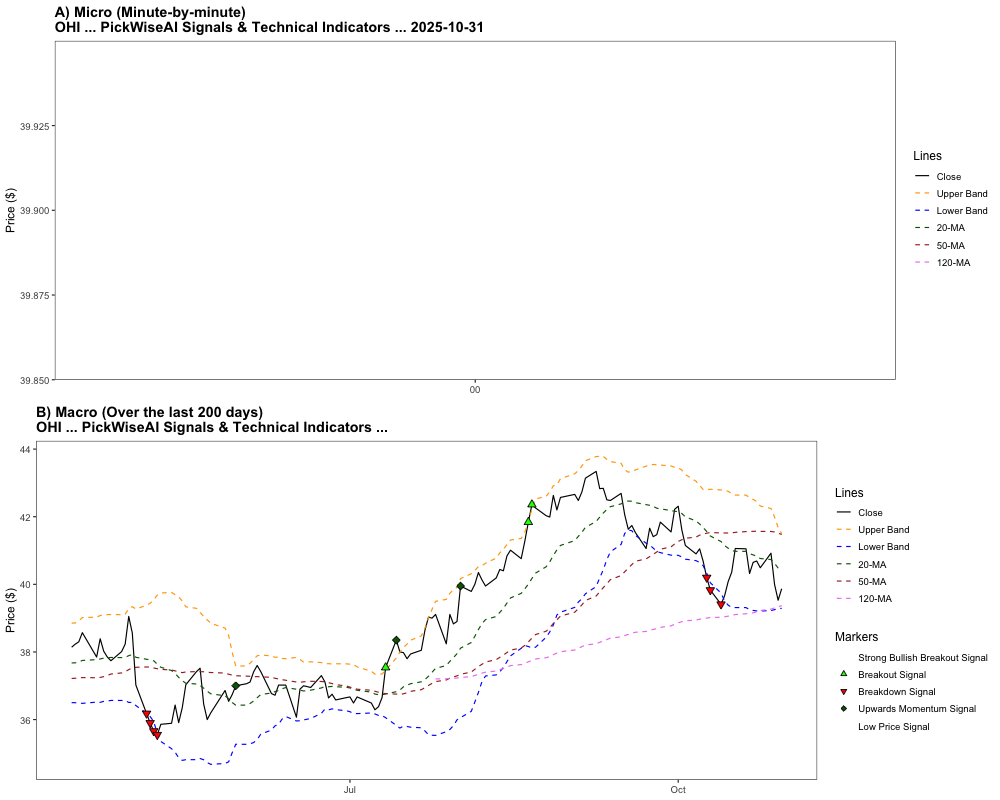 A) Micro (Minute-by-minute)
OHI ... PickWiseAI Signals & Technical Indicators ... 2025-10-31
Price ($)
39.925
39.900
39.875
39.850
00
Lines
Close
Upper Band
Lower Band
20-MA
50-MA
120-MA
B) Macro (Over the last 200 days)
OHI ... PickWiseAI Signals & Technical Indicators ...
Price ($)
44
42
40
38
36
Jul
Oct
Lines
Close
Upper Band
Lower Band
20-MA
50-MA
120-MA
Markers
Strong Bullish Breakout Signal
Breakout Signal
Breakdown Signal
Upwards Momentum Signal
Low Price Signal